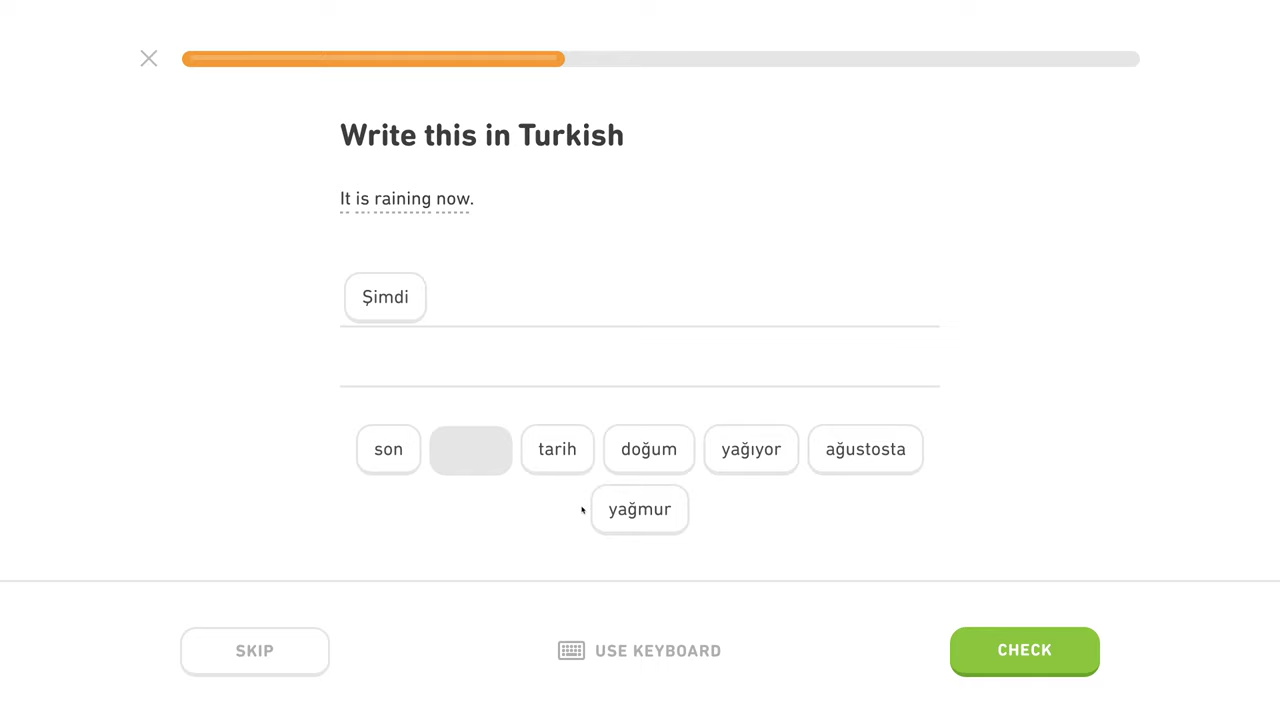 Write this in Turkish
It is raining now.
Şimdi
son tarih doğum yağıyor ağustosta
yağmur
SKIP USE KEYBOARD CHECK